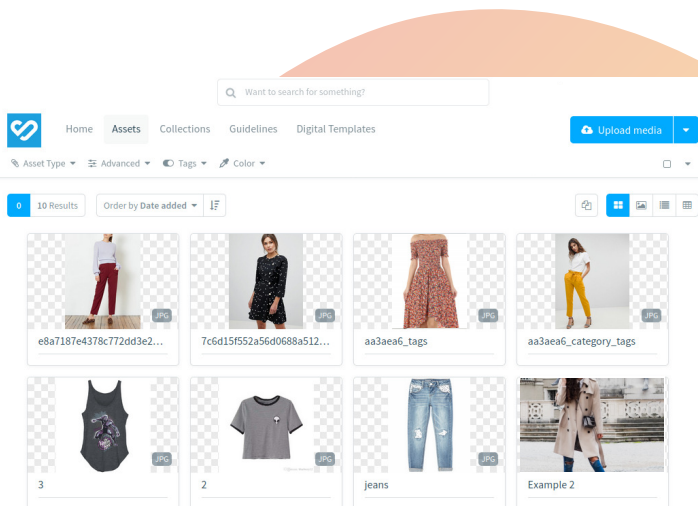 Want to search for something?
Home Assets Collections Guidelines Digital Templates Upload media
Asset Type Advanced Tags Color
0 10 Results Order by Date added
JPG JPG JPG JPG
e8a7187e4378c772dd3e2... 7c6d15f552a56d0688a512... aa3aea6_tags aa3aea6_category_tags
JPG JPG JPG
3 2 jeans Example 2